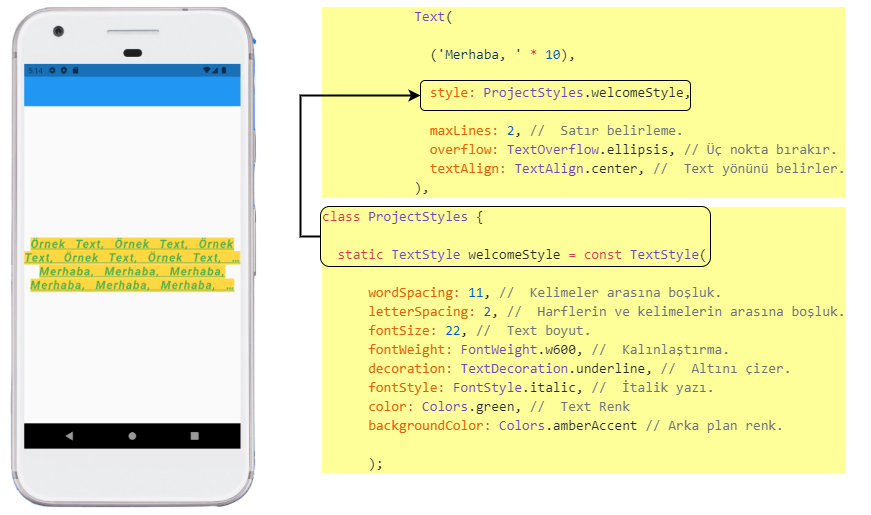 5:14
Örnek Text, Örnek Text, Örnek
Text, Örnek Text, Örnek Text, …
Merhaba, Merhaba, Merhaba,
Merhaba, Merhaba, Merhaba, …
Text(
('Merhaba, ' * 10),
style: ProjectStyles.welcomeStyle,
maxLines: 2, // Satır belirleme.
overflow: TextOverflow.ellipsis, // Üç nokta bırakır.
textAlign: TextAlign.center, // Text yönünü belirler.
),
class ProjectStyles {
static TextStyle welcomeStyle = const TextStyle(
wordSpacing: 11, // Kelimeler arasına boşluk.
letterSpacing: 2, // Harflerin ve kelimelerin arasına boşluk.
fontSize: 22, // Text boyut.
fontWeight: FontWeight.w600, // Kalınlaştırma.
decoration: TextDecoration.underline, // Altını çizer.
fontStyle: FontStyle.italic, // İtalik yazı.
color: Colors.green, // Text Renk
backgroundColor: Colors.amberAccent // Arka plan renk.
);